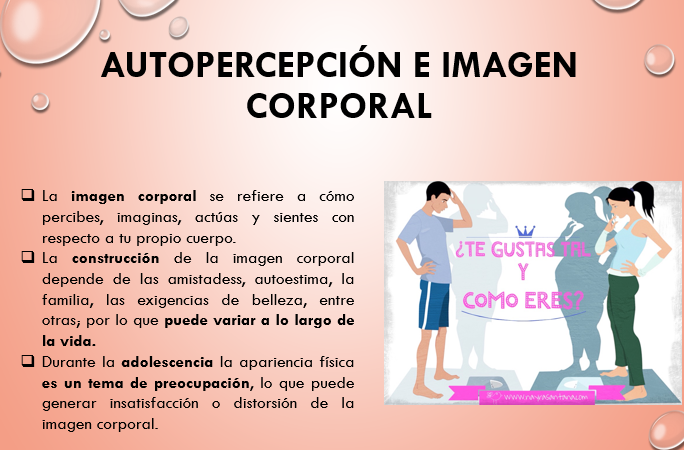 AUTOPERCEPCIÓN E IMAGEN
CORPORAL
❑ La imagen corporal se refiere a cómo
percibes, imaginas, actúas y sientes con
respecto a tu propio cuerpo.
❑ La construcción de la imagen corporal
depende de las amistadess, autoestima, la
familia, las exigencias de belleza, entre
otras; por lo que puede variar a lo largo de
la vida.
❑ Durante la adolescencia la apariencia física
es un tema de preocupación, lo que puede
generar insatisfacción o distorsión de la
imagen corporal.
¿TE GUSTAS TAL
Y
COMO ERES?